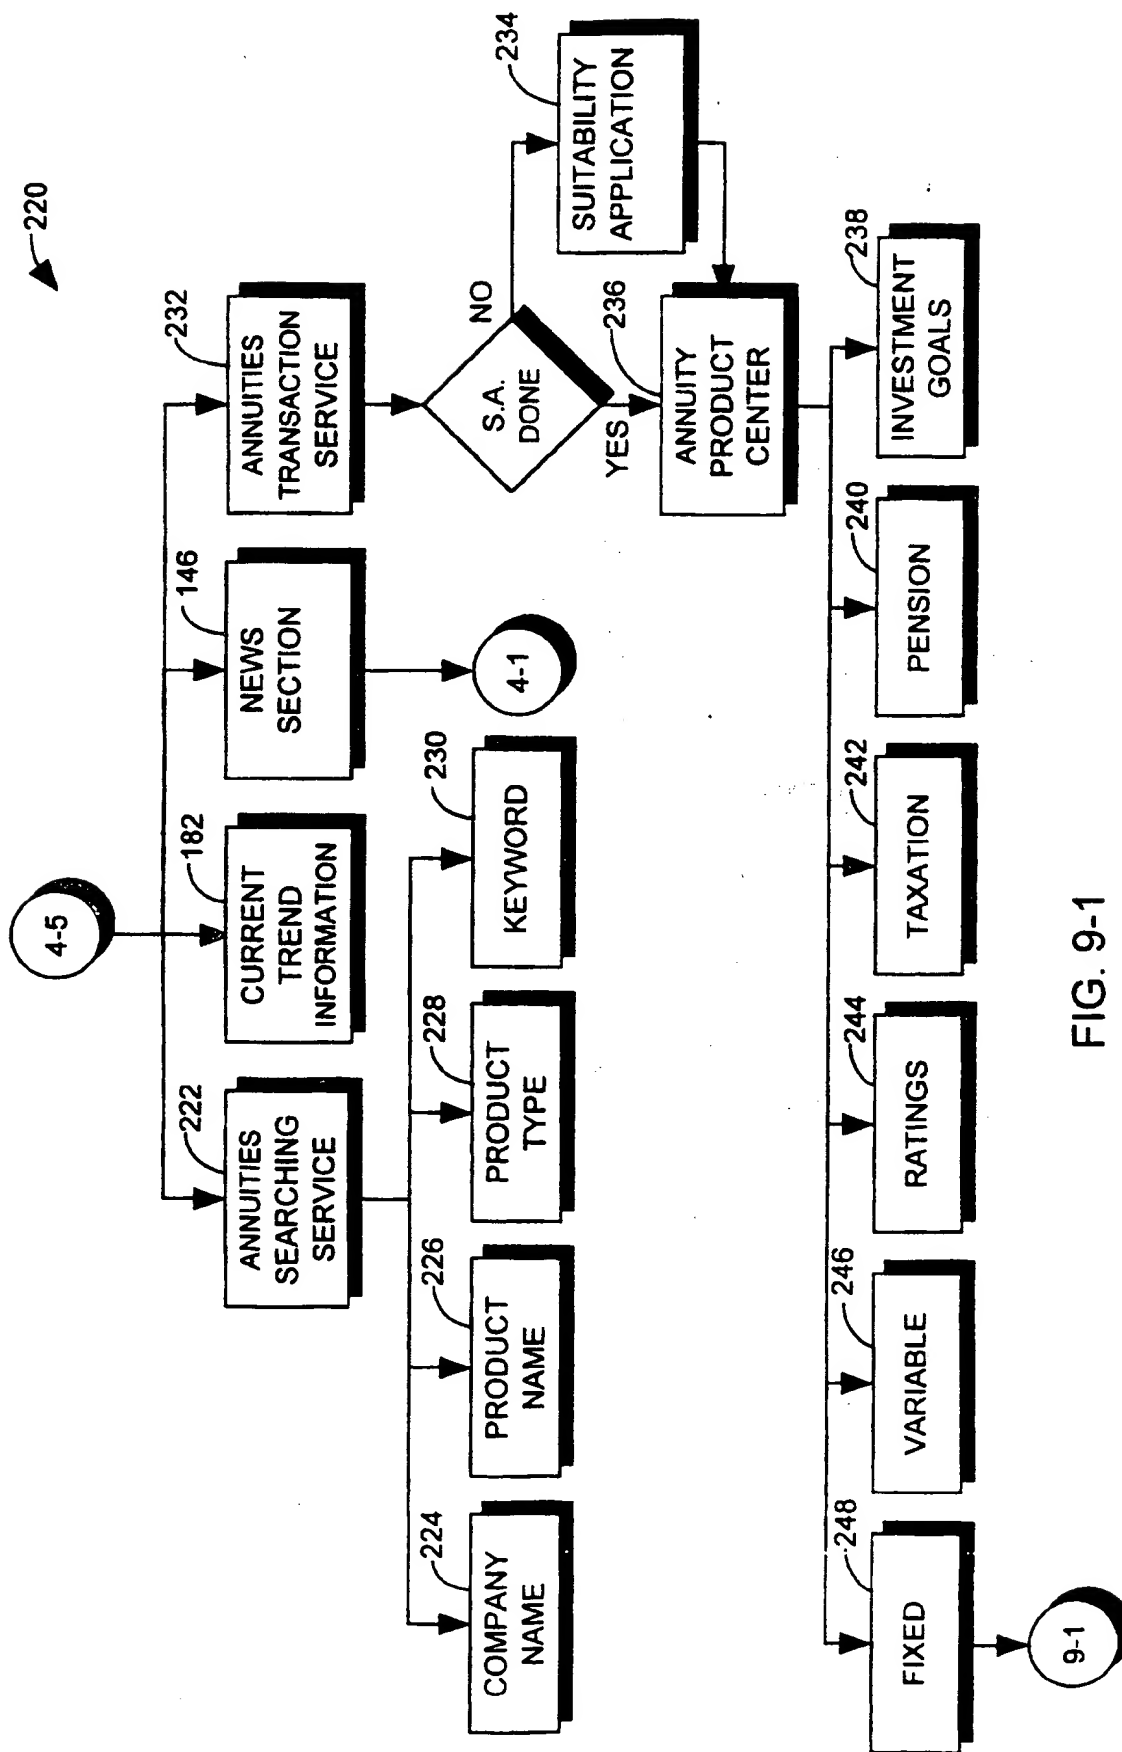 220
4-5
222
ANNUITIES
SEARCHING
SERVICE
182
CURRENT
TREND
INFORMATION
146
NEWS
SECTION
232
ANNUITIES
TRANSACTION
SERVICE
224
COMPANY
NAME
226
PRODUCT
NAME
228
PRODUCT
TYPE
230
KEYWORD
4-1
S.A.
DONE
NO
YES
234
SUITABILITY
APPLICATION
236
ANNUITY
PRODUCT
CENTER
248
FIXED
246
VARIABLE
244
RATINGS
242
TAXATION
240
PENSION
238
INVESTMENT
GOALS
9-1
FIG. 9-1